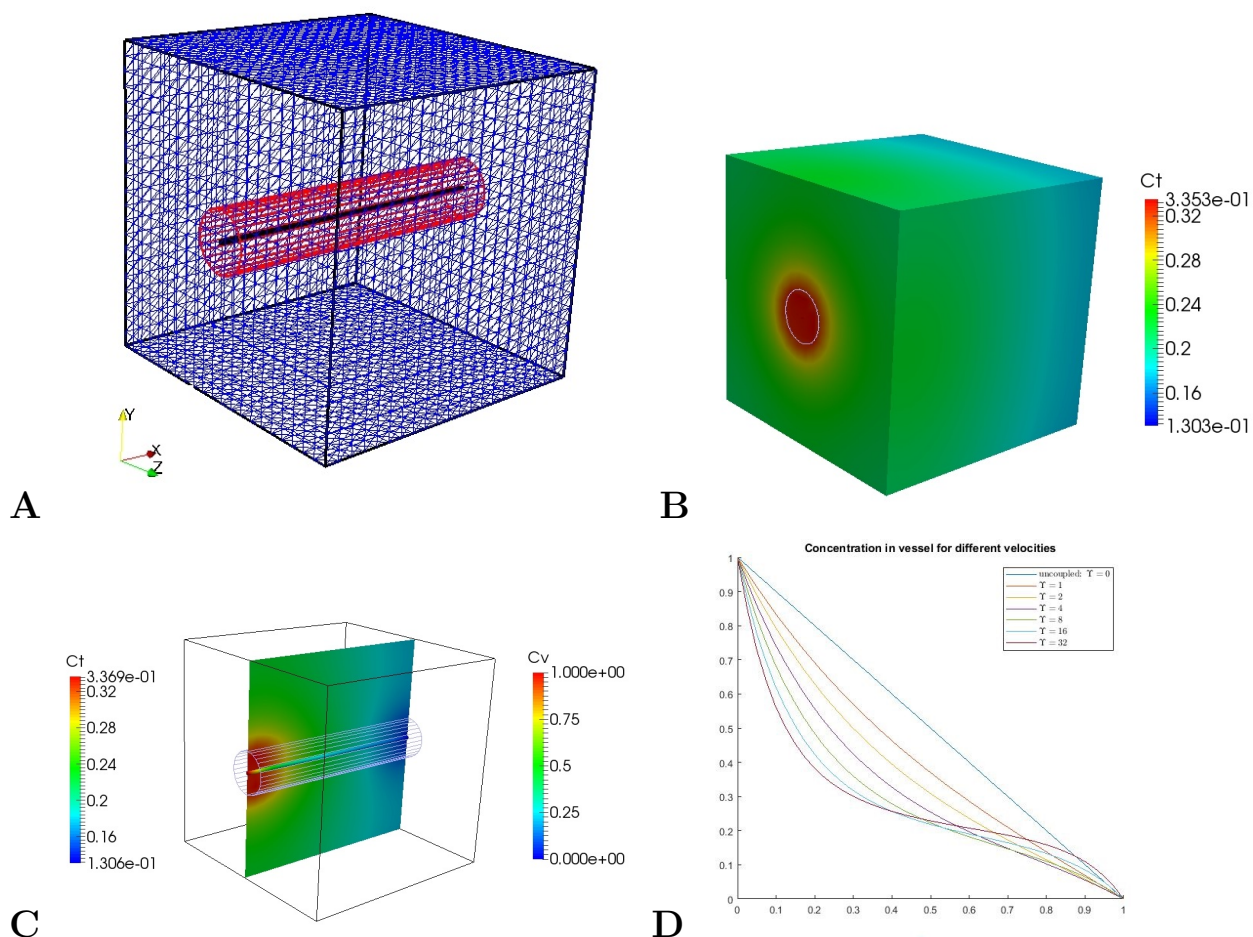 Y
X
Z
A
Ct
3.353e-01
0.32
0.28
0.24
0.2
0.16
1.303e-01
B
Ct
3.369e-01
0.32
0.28
0.24
0.2
0.16
1.306e-01
Cv
1.000e+00
0.75
0.5
0.25
0.000e+00
C
Concentration in vessel for different velocities
uncoupled: ϒ = 0
ϒ = 1
ϒ = 2
ϒ = 4
ϒ = 8
ϒ = 16
ϒ = 32
1
0.9
0.8
0.7
0.6
0.5
0.4
0.3
0.2
0.1
0
0 0.1 0.2 0.3 0.4 0.5 0.6 0.7 0.8 0.9 1
D